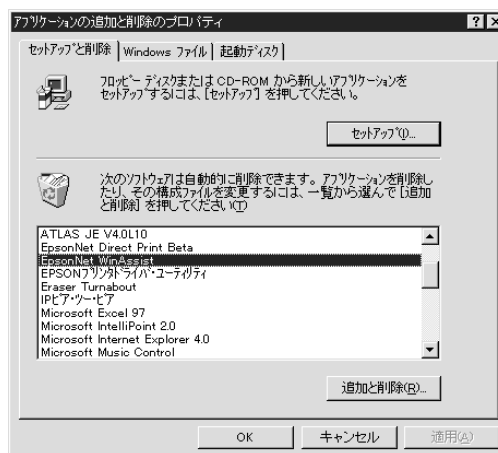 アプリケーションの追加と削除のプロパティ
セットアップと削除 Windows ファイル 起動ディスク
フロッピー ディスクまたは CD-ROM から新しいアプリケーションを
セットアップするには、[セットアップ] を押してください。
セットアップ(I)...
次のソフトウェアは自動的に削除できます。アプリケーションを削除し
たり、その構成ファイルを変更するには、一覧から選んで [追加
と削除] を押してください(T)
ATLAS JE V4.0L10
EpsonNet Direct Print Beta
EpsonNet WinAssist
EPSONプリンタドライバ・ユーティリティ
Eraser Turnabout
IPピア・ツー・ピア
Microsoft Excel 97
Microsoft IntelliPoint 2.0
Microsoft Internet Explorer 4.0
Microsoft Music Control
追加と削除(R)...
OK キャンセル 適用(A)